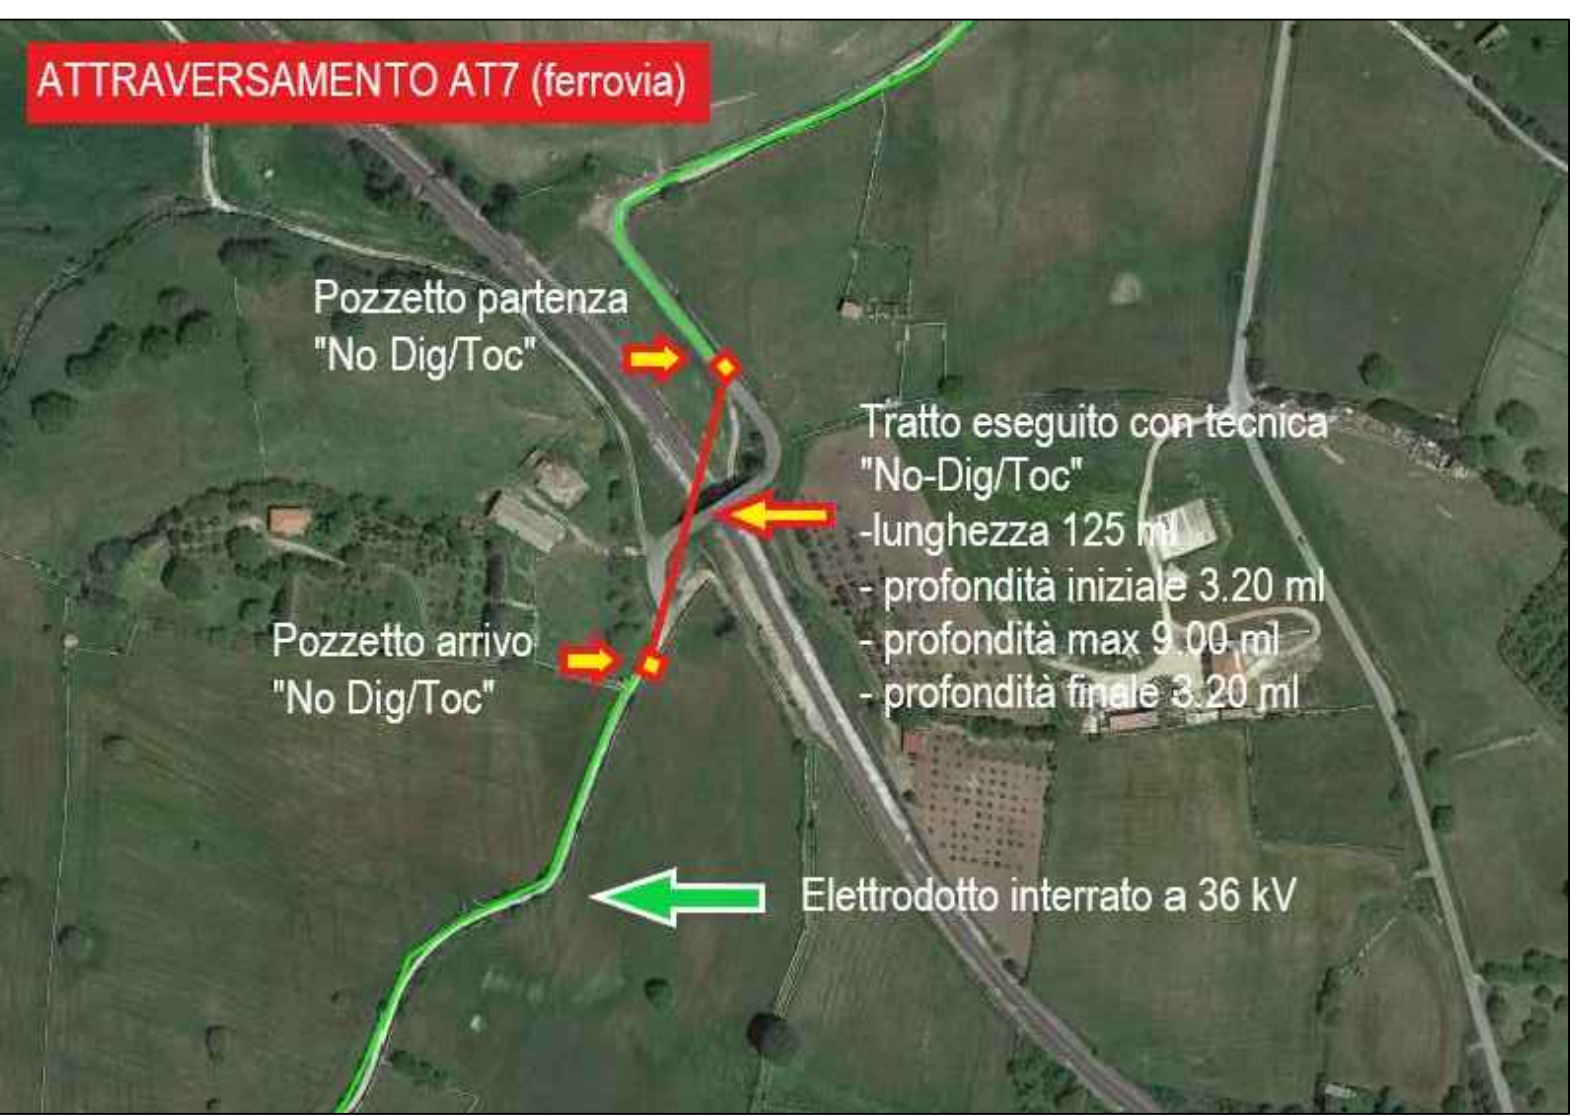 ATTRAVERSAMENTO AT7 (ferrovia)
Pozzetto partenza
"No Dig/Toc"
Tratto eseguito con tecnica
"No-Dig/Toc"
-lunghezza 125 ml
- profondità iniziale 3.20 ml
- profondità max 9.00 ml
- profondità finale 3.20 ml
Pozzetto arrivo
"No Dig/Toc"
Elettrodotto interrato a 36 kV